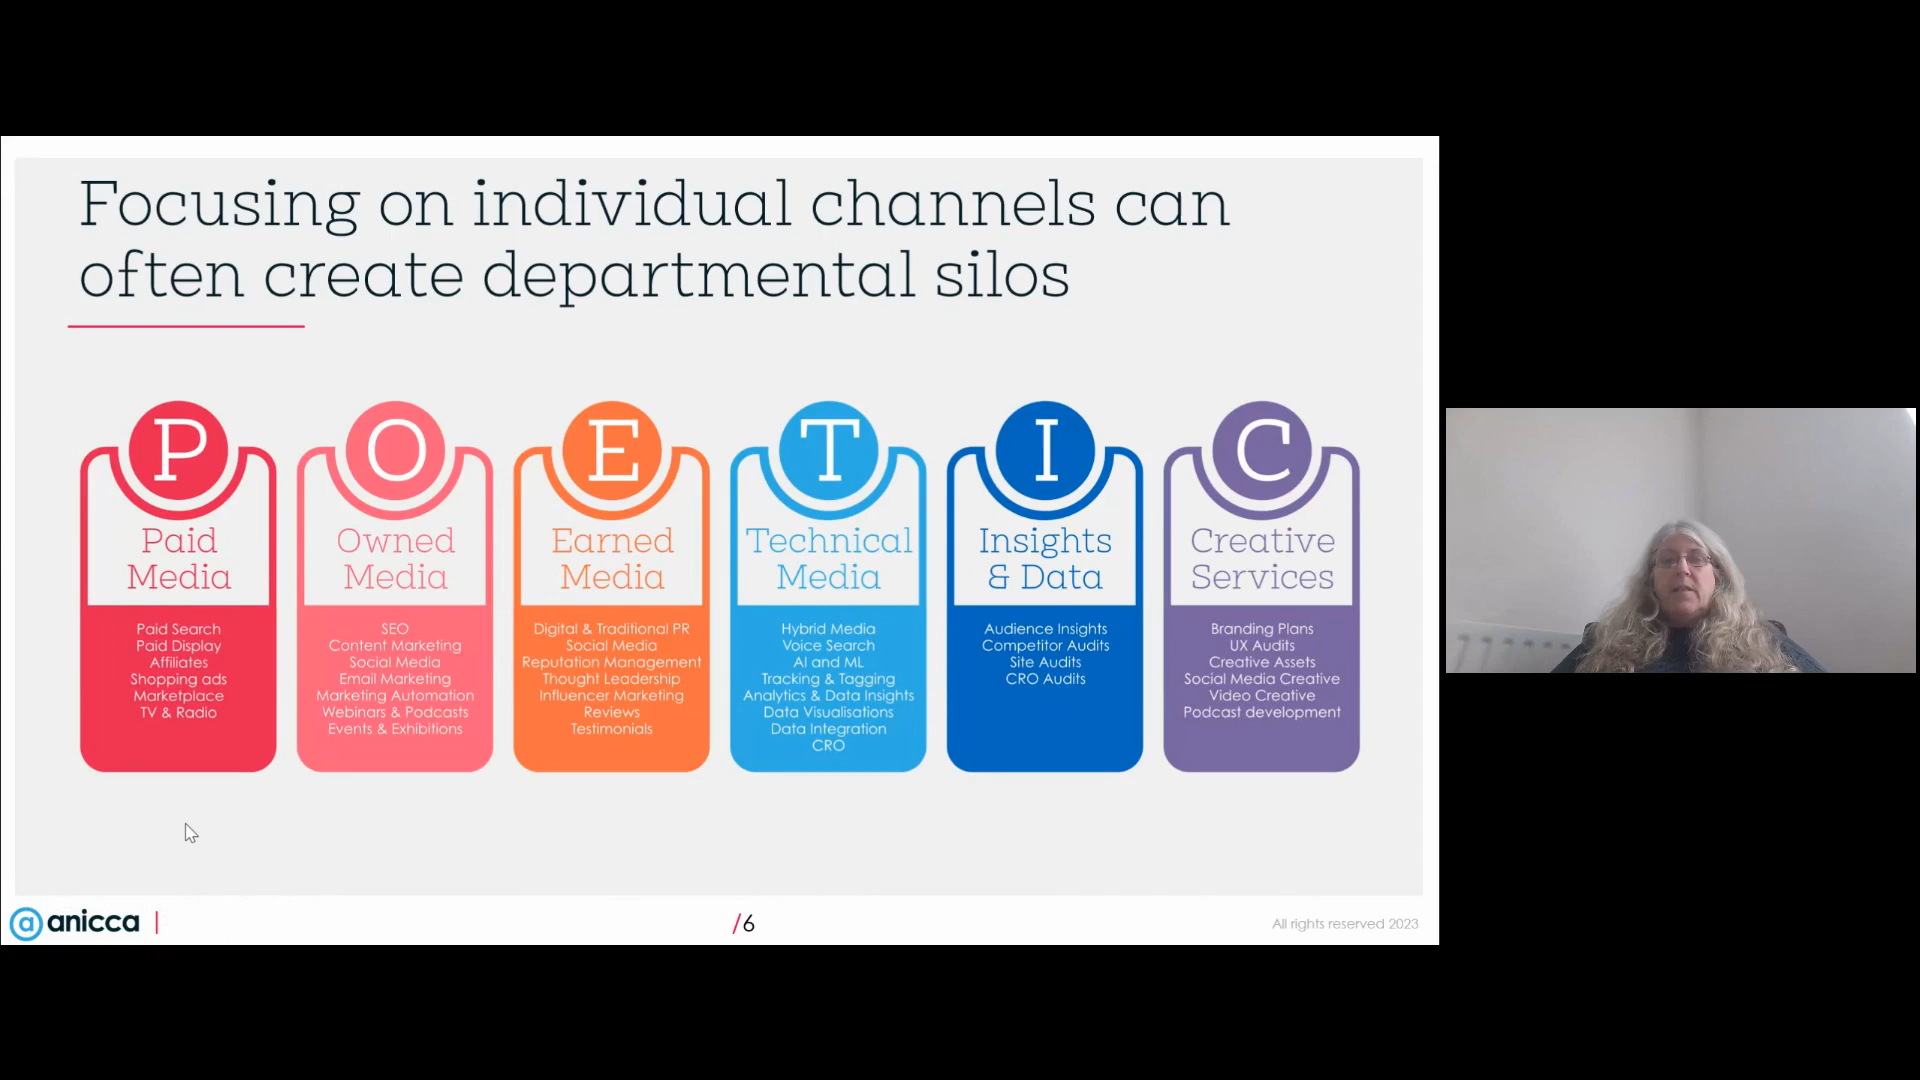 Focusing on individual channels can
often create departmental silos
P
Paid
Media
Paid Search
Paid Display
Affiliates
Shopping ads
Marketplace
TV & Radio
O
Owned
Media
SEO
Content Marketing
Social Media
Email Marketing
Marketing Automation
Webinars & Podcasts
Events & Exhibitions
E
Earned
Media
Digital & Traditional PR
Social Media
Reputation Management
Thought Leadership
Influencer Marketing
Reviews
Testimonials
T
Technical
Media
Hybrid Media
Voice Search
AI and ML
Tracking & Tagging
Analytics & Data Insights
Data Visualisations
Data Integration
CRO
I
Insights
& Data
Audience Insights
Competitor Audits
Site Audits
CRO Audits
C
Creative
Services
Branding Plans
UX Audits
Creative Assets
Social Media Creative
Video Creative
Podcast development
@ anicca |
/6
All rights reserved 2023